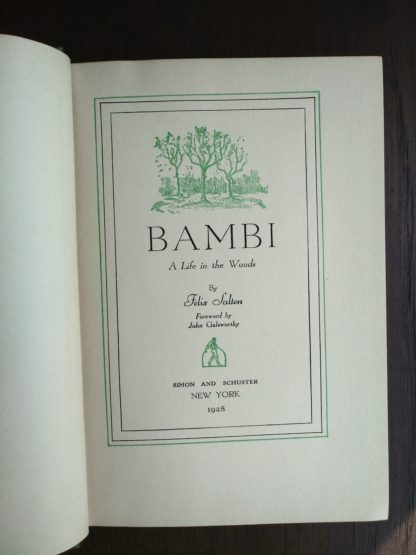 BAMBI
A Life in the Woods
By
Felix Salten
Foreword by
John Galsworthy
SIMON AND SCHUSTER
NEW YORK
1928